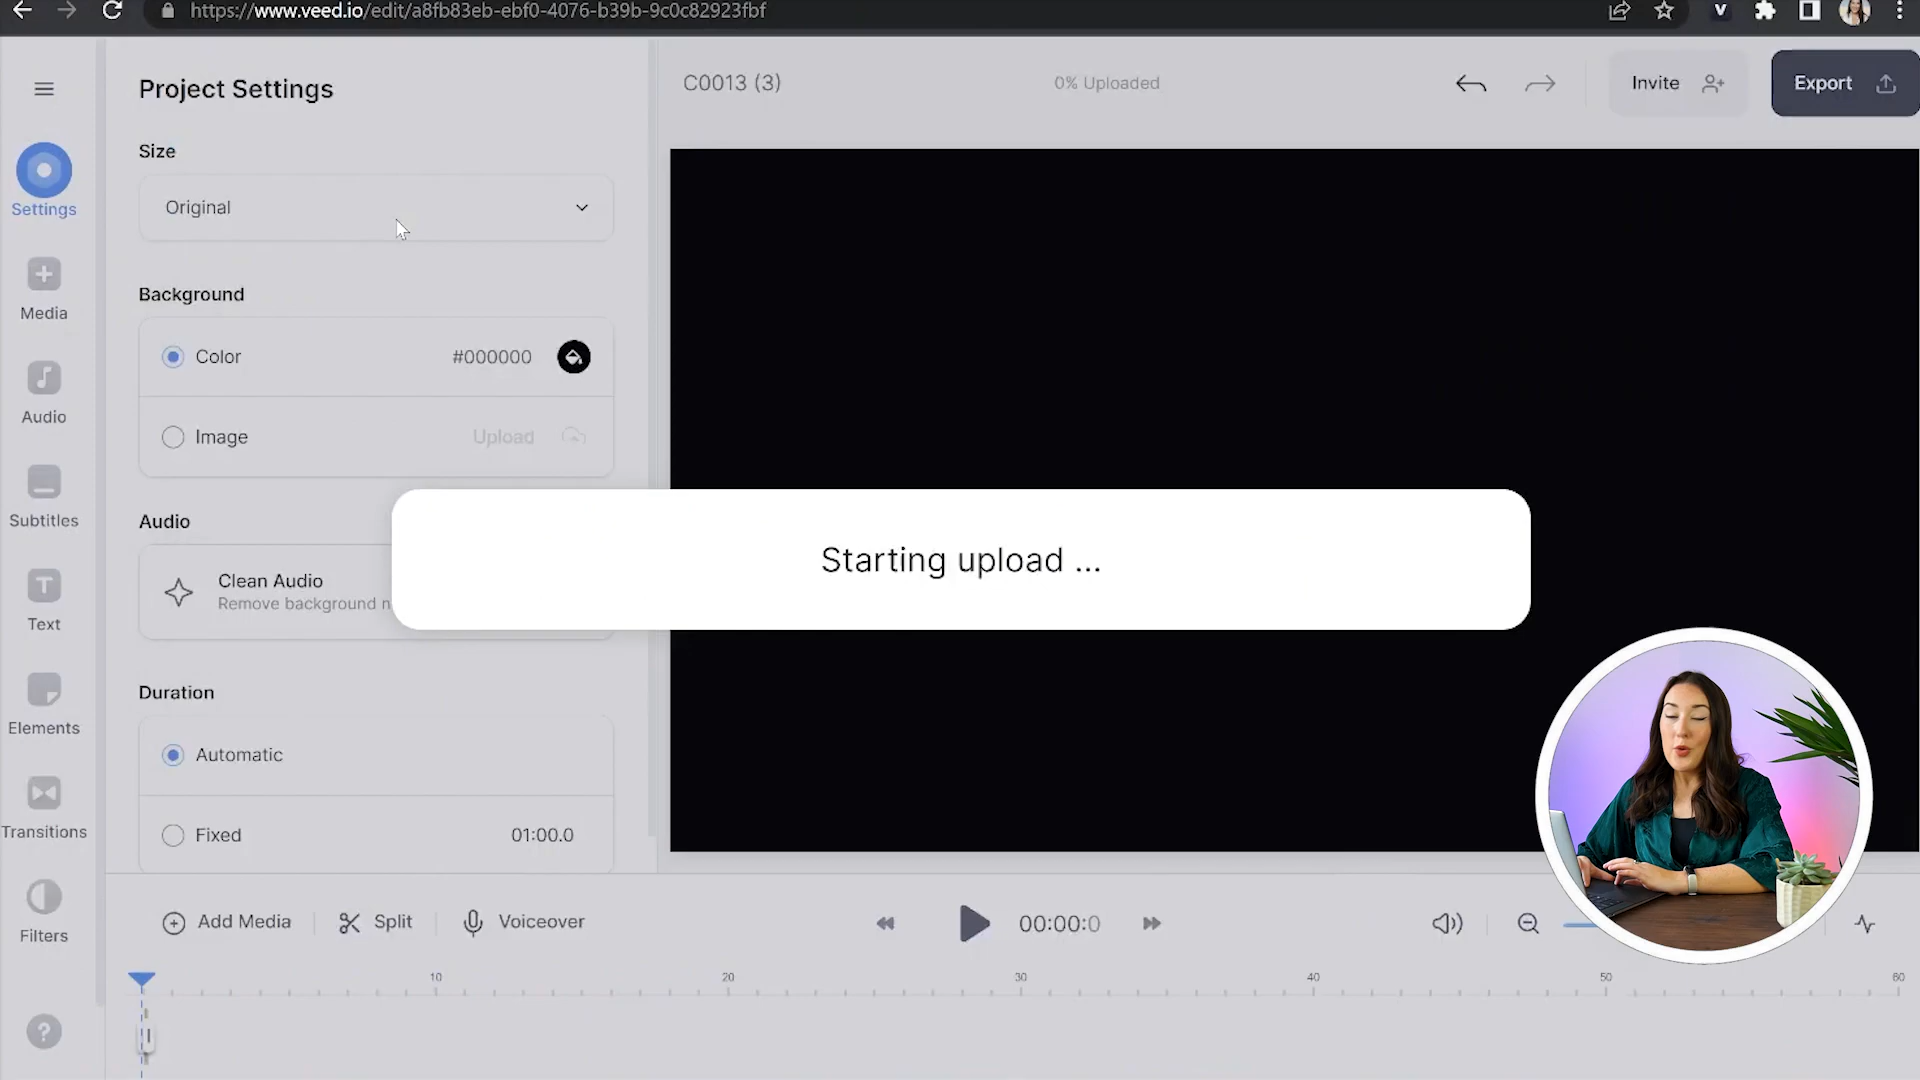 https://www.veed.io/edit/a8fb83eb-ebf0-4076-b39b-9c0c82923fbf
V
Project Settings
C0013 (3)
0% Uploaded
Invite
Export
Size
Original
Settings
Background
Media
Color
#000000
Audio
Image
Upload
Subtitles
Audio
Starting upload ...
Clean Audio
Remove background n
Text
Duration
Elements
Automatic
Transitions
Fixed
01:00.0
Filters
Add Media
Split
Voiceover
00:00:0
10
20
30
40
50
60
?